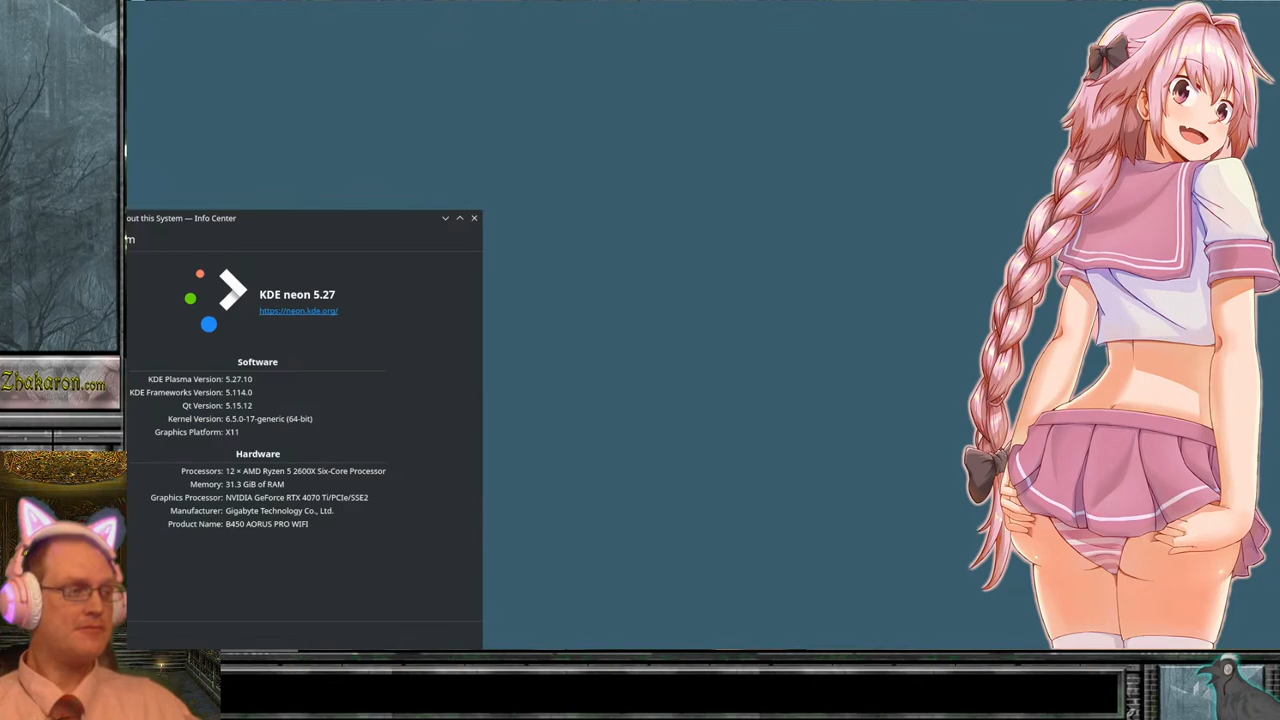 out this System — Info Center
m
KDE neon 5.27
https://neon.kde.org/
Software
KDE Plasma Version: 5.27.10
KDE Frameworks Version: 5.114.0
Qt Version: 5.15.12
Kernel Version: 6.5.0-17-generic (64-bit)
Graphics Platform: X11
Hardware
Processors: 12 × AMD Ryzen 5 2600X Six-Core Processor
Memory: 31.3 GiB of RAM
Graphics Processor: NVIDIA GeForce RTX 4070 Ti/PCIe/SSE2
Manufacturer: Gigabyte Technology Co., Ltd.
Product Name: B450 AORUS PRO WIFI
Zhakaron.com